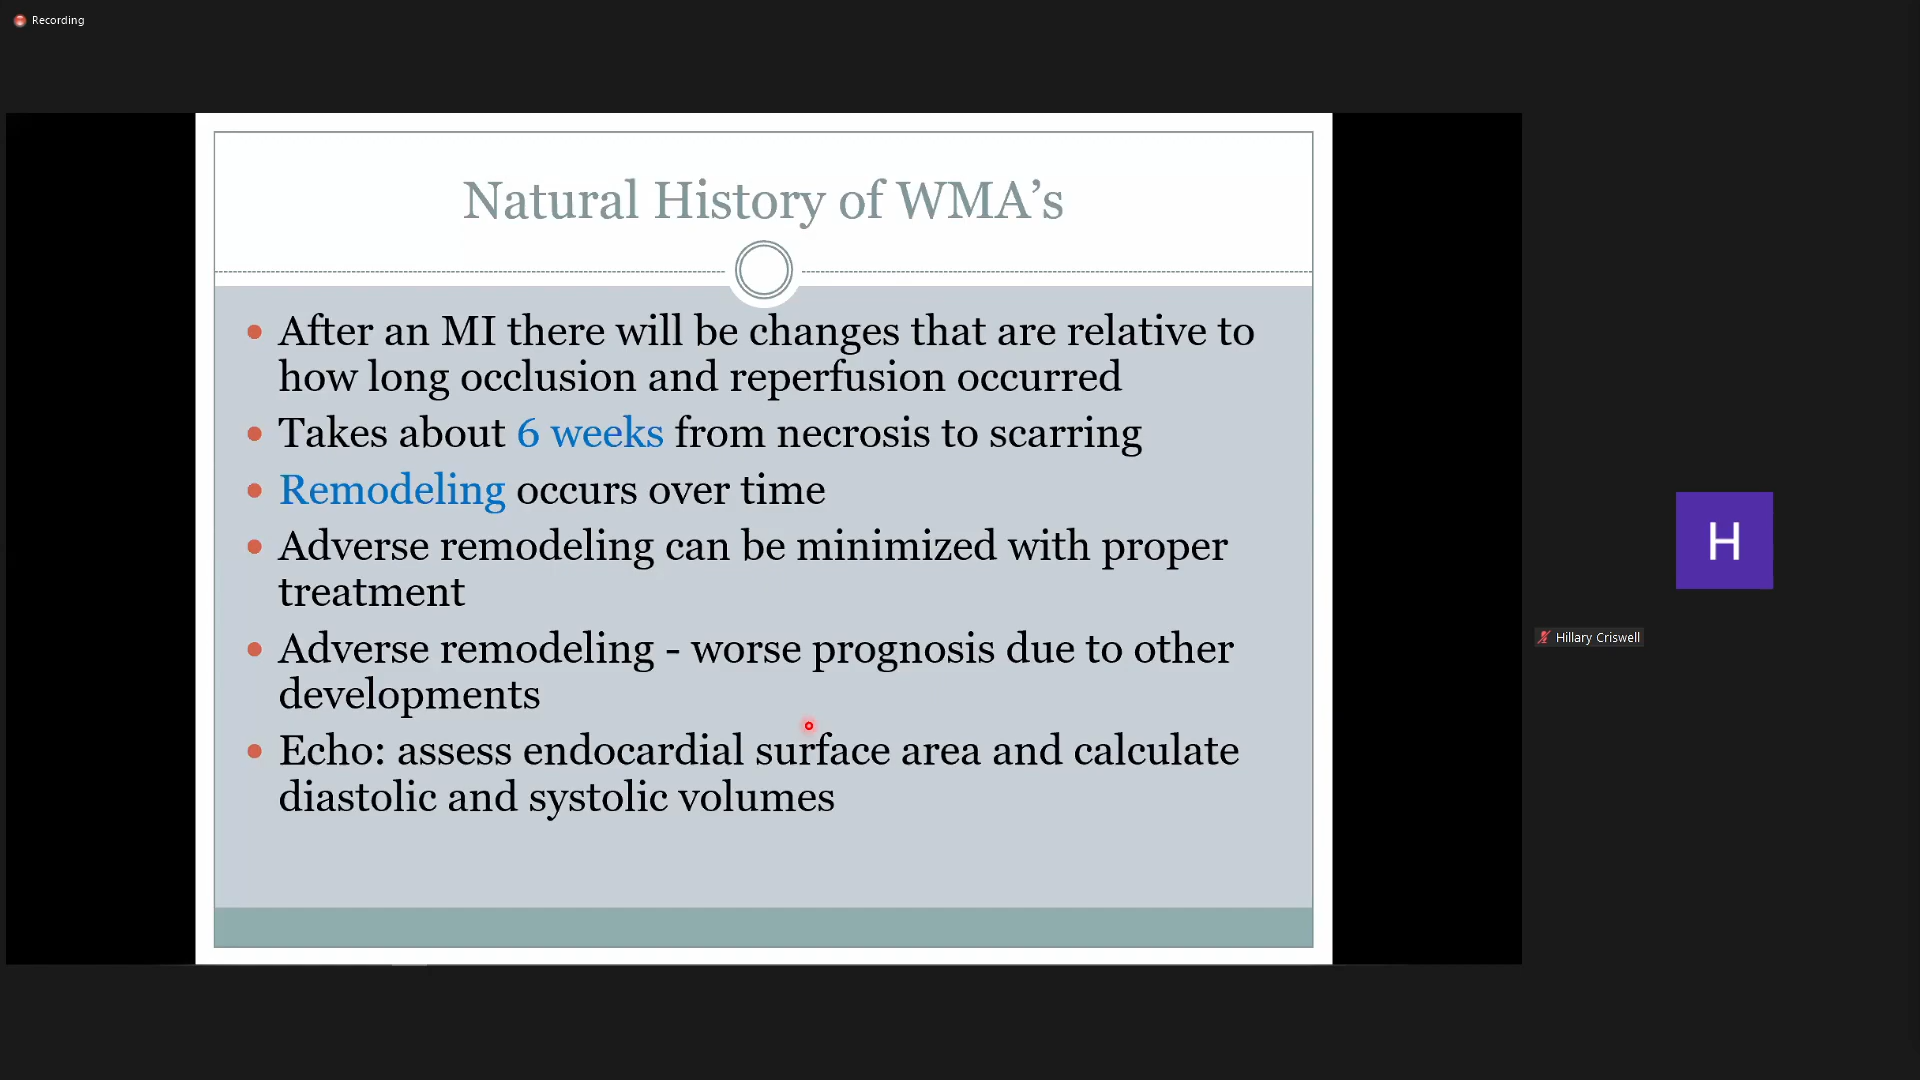 Recording
Natural History of WMA’s
After an MI there will be changes that are relative to
how long occlusion and reperfusion occurred
Takes about 6 weeks from necrosis to scarring
Remodeling occurs over time
Adverse remodeling can be minimized with proper
treatment
Adverse remodeling - worse prognosis due to other
developments
Echo: assess endocardial surface area and calculate
diastolic and systolic volumes
H
Hillary Criswell